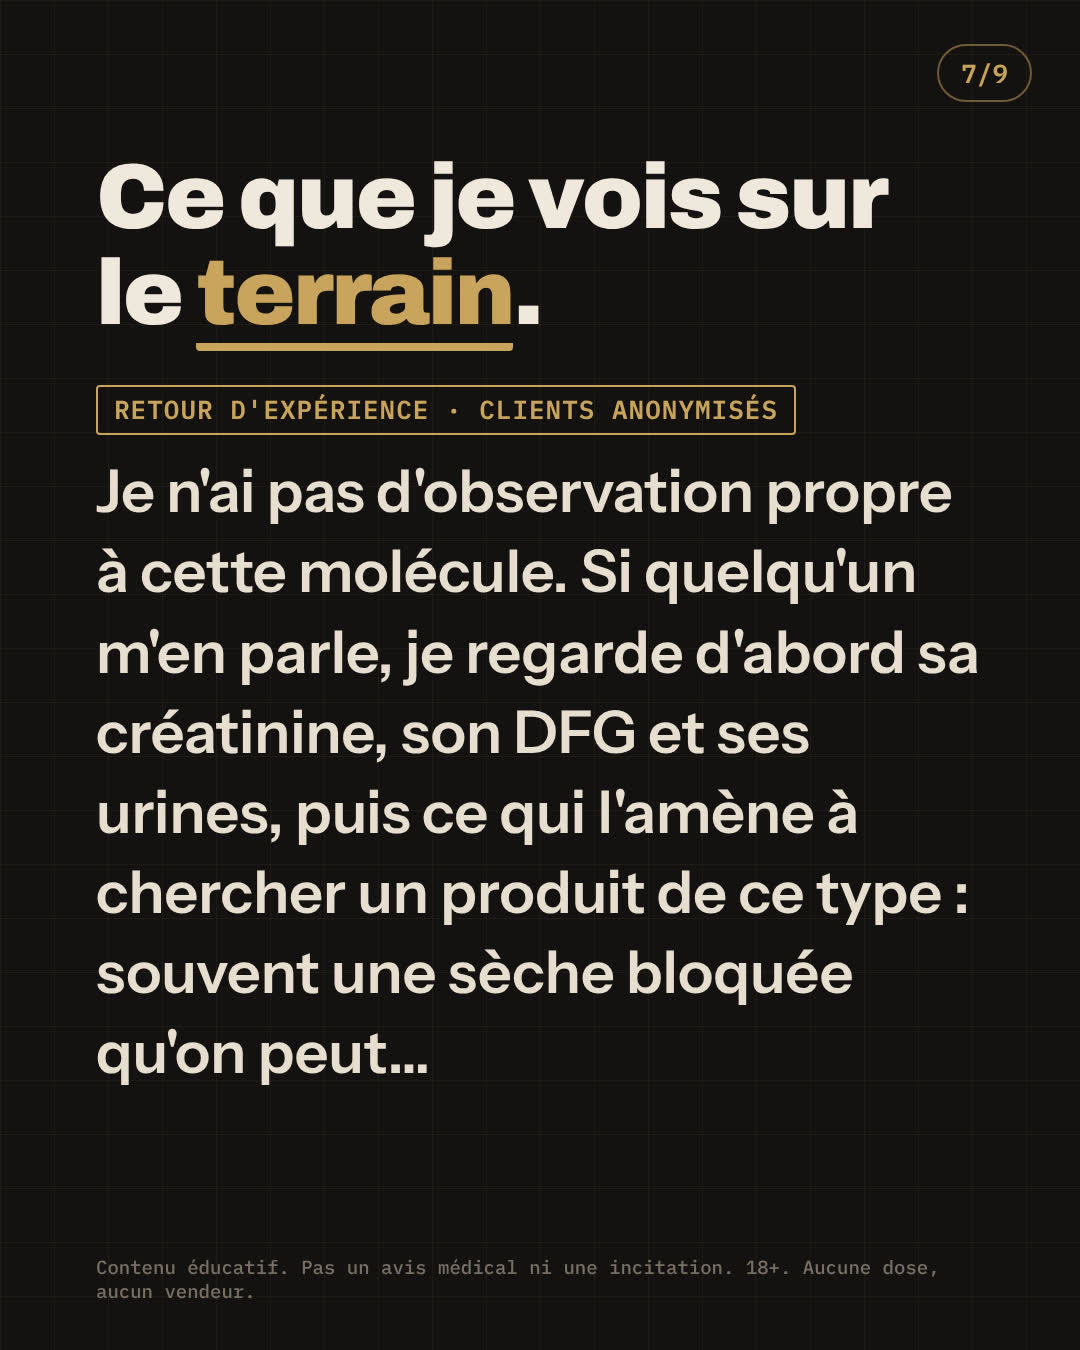 7/9
Ce que je vois sur
le terrain.
RETOUR D'EXPÉRIENCE · CLIENTS ANONYMISÉS
Je n'ai pas d'observation propre
à cette molécule. Si quelqu'un
m'en parle, je regarde d'abord sa
créatinine, son DFG et ses
urines, puis ce qui l'amène à
chercher un produit de ce type :
souvent une sèche bloquée
qu'on peut…
Contenu éducatif. Pas un avis médical ni une incitation. 18+. Aucune dose,
aucun vendeur.